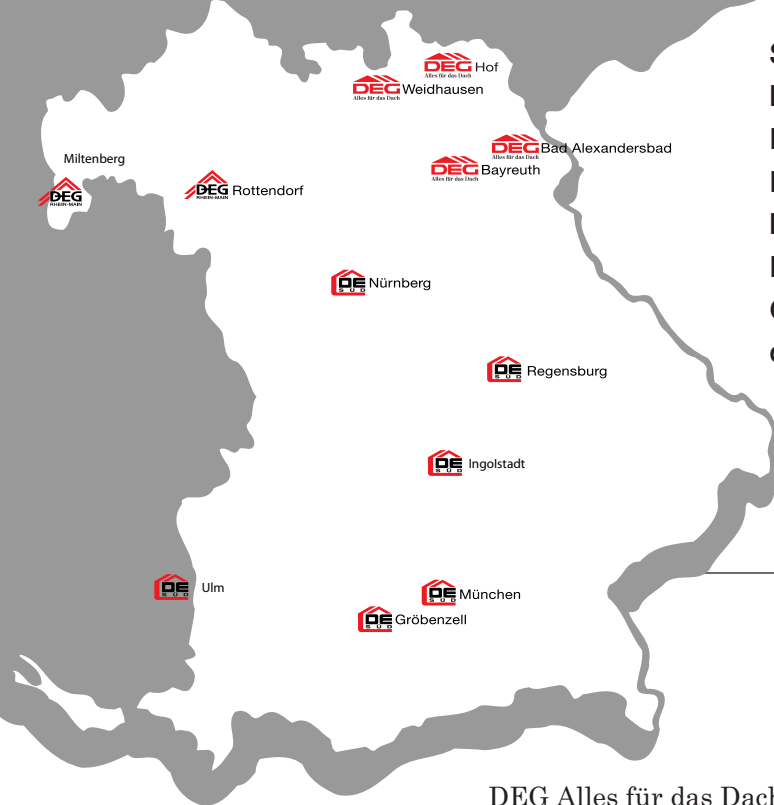 DEG Hof
Alles für das Dach
DEG Weidhausen
Alles für das Dach
DEG Bad Alexandersbad
Alles für das Dach
Miltenberg
DEG Bayreuth
Alles für das Dach
DEG
RHEIN-MAIN
DEG Rottendorf
RHEIN-MAIN
DE Nürnberg
SÜD
DE Regensburg
SÜD
DE Ingolstadt
SÜD
DE Ulm
SÜD
DE München
SÜD
DE Gröbenzell
SÜD
DEG Alles für das Dach